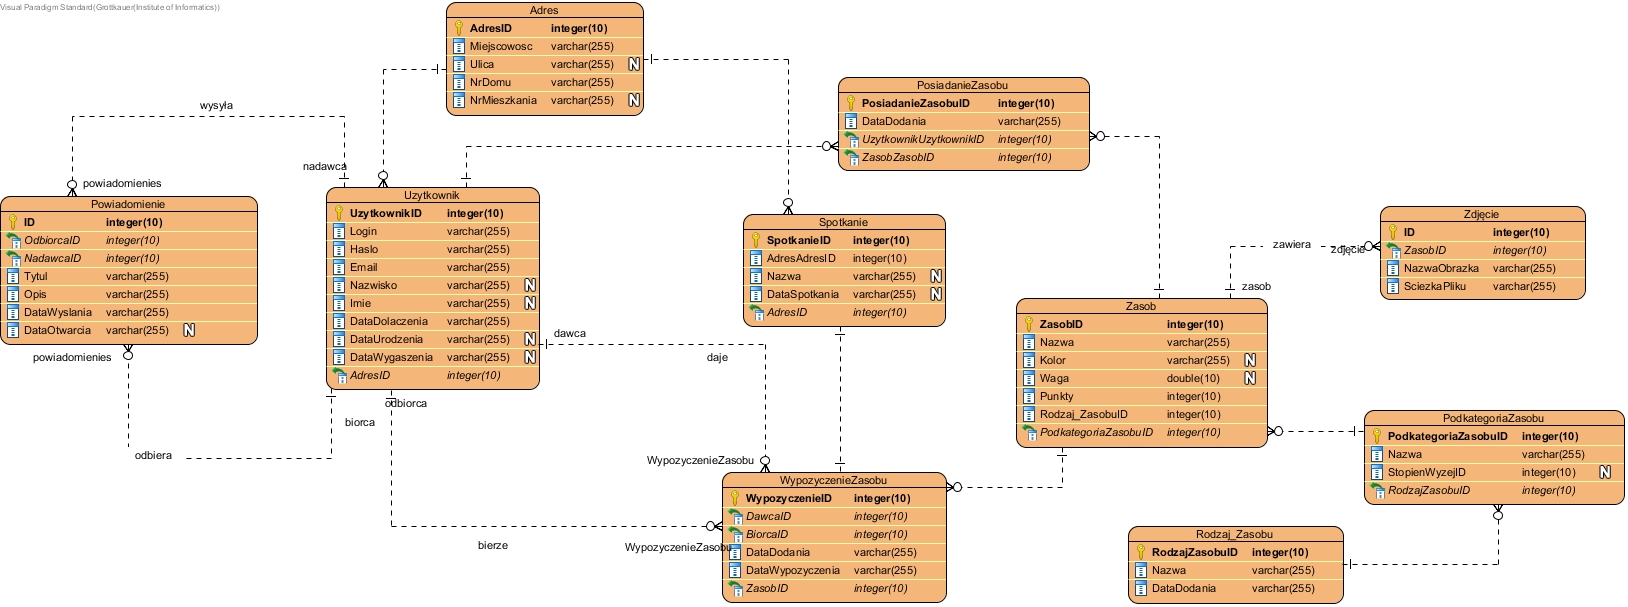 Visual Paradigm Standard(Grottkauer(Institute of Informatics))
Adres
AdresID integer(10)
Miejscowosc varchar(255)
Ulica varchar(255) N
NrDomu varchar(255)
NrMieszkania varchar(255) N
PosiadanieZasobu
PosiadanieZasobuID integer(10)
DataDodania varchar(255)
UzytkownikUzytkownikID integer(10)
ZasobZasobID integer(10)
wysyła
nadawca
powiadomienies
Powiadomienie
ID integer(10)
OdbiorcaID integer(10)
NadawcaID integer(10)
Tytul varchar(255)
Opis varchar(255)
DataWyslania varchar(255)
DataOtwarcia varchar(255) N
powiadomienies
odbiera
Uzytkownik
UzytkownikID integer(10)
Login varchar(255)
Haslo varchar(255)
Email varchar(255)
Nazwisko varchar(255) N
Imie varchar(255) N
DataDolaczenia varchar(255)
DataUrodzenia varchar(255) N
DataWygaszenia varchar(255) N
AdresID integer(10)
odbiorca
biorca
dawca
daje
bierze
Spotkanie
SpotkanieID integer(10)
AdresAdresID integer(10)
Nazwa varchar(255) N
DataSpotkania varchar(255) N
AdresID integer(10)
Zdjęcie
ID integer(10)
ZasobID integer(10)
NazwaObrazka varchar(255)
SciezkaPliku varchar(255)
zawiera
zdjęcie
zasob
Zasob
ZasobID integer(10)
Nazwa varchar(255)
Kolor varchar(255) N
Waga double(10) N
Punkty integer(10)
Rodzaj_ZasobuID integer(10)
PodkategoriaZasobuID integer(10)
PodkategoriaZasobu
PodkategoriaZasobuID integer(10)
Nazwa varchar(255)
StopienWyzejID integer(10) N
RodzajZasobuID integer(10)
WypozyczenieZasobu
WypozyczenieZasobu
WypozyczenieZasobu
WypozyczenieID integer(10)
DawcaID integer(10)
BiorcaID integer(10)
DataDodania varchar(255)
DataWypozyczenia varchar(255)
ZasobID integer(10)
Rodzaj_Zasobu
RodzajZasobuID integer(10)
Nazwa varchar(255)
DataDodania varchar(255)